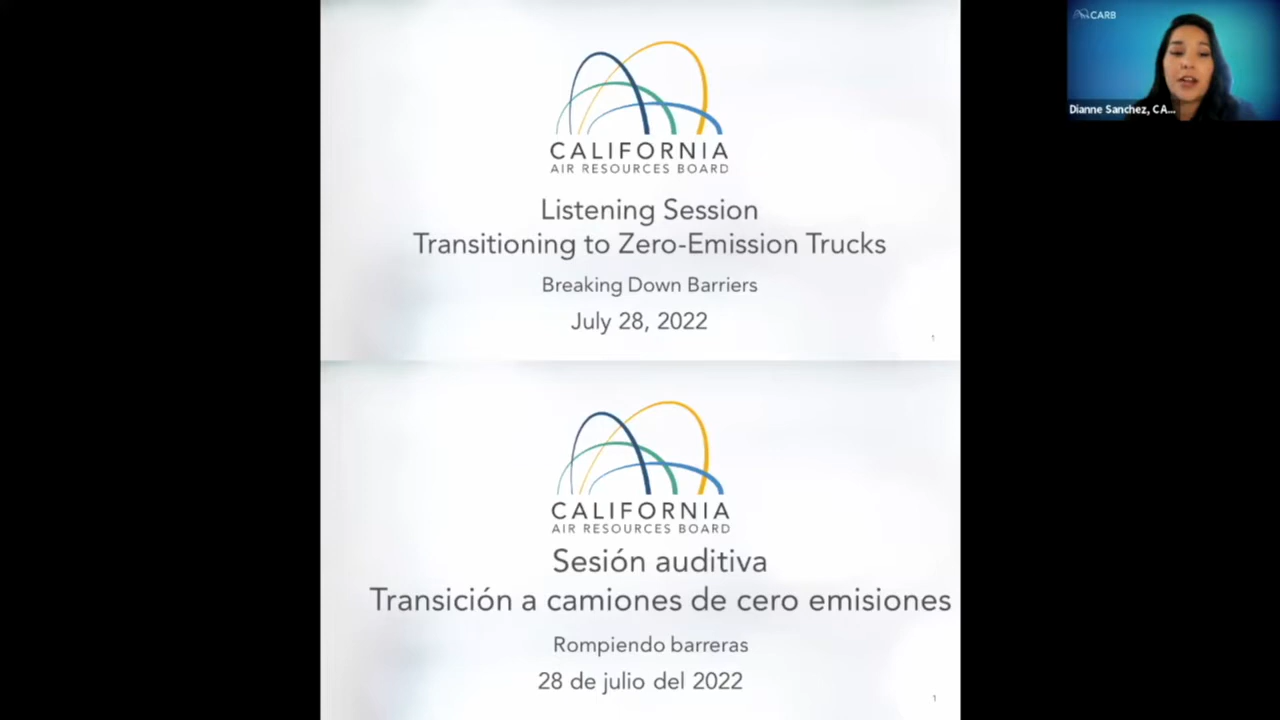 CALIFORNIA
AIR RESOURCES BOARD
Listening Session
Transitioning to Zero-Emission Trucks
Breaking Down Barriers
July 28, 2022
1
CALIFORNIA
AIR RESOURCES BOARD
Sesión auditiva
Transición a camiones de cero emisiones
Rompiendo barreras
28 de julio del 2022
1
CARB
Dianne Sanchez, CA...